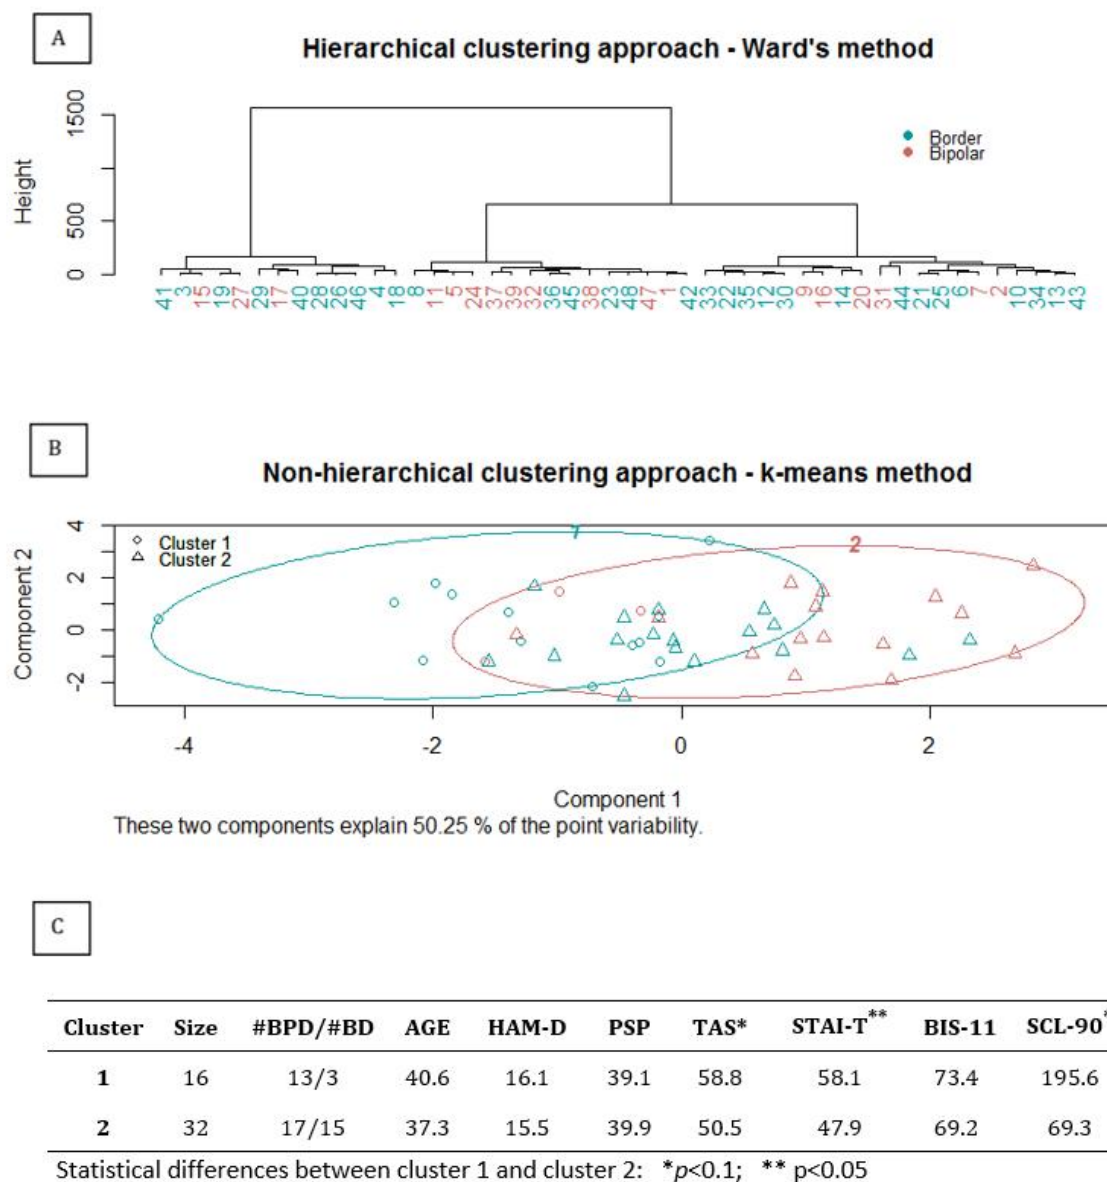 A
Hierarchical clustering approach - Ward's method
Height
0 500 1500
Border
Bipolar
41 3 15 19 27 29 17 40 28 26 46 4 18 8 11 5 24 37 39 32 36 45 38 23 48 47 1 42 33 22 35 12 30 9 16 14 20 31 44 21 25 6 7 2 10 34 13 43
B
Non-hierarchical clustering approach - k-means method
Component 2
4
2
0
-2
Cluster 1
Cluster 2
2
-4 -2 0 2
Component 1
These two components explain 50.25 % of the point variability.
C
Cluster Size #BPD/#BD AGE HAM-D PSP TAS* STAI-T** BIS-11 SCL-90*
1 16 13/3 40.6 16.1 39.1 58.8 58.1 73.4 195.6
2 32 17/15 37.3 15.5 39.9 50.5 47.9 69.2 69.3
Statistical differences between cluster 1 and cluster 2: *p<0.1; ** p<0.05